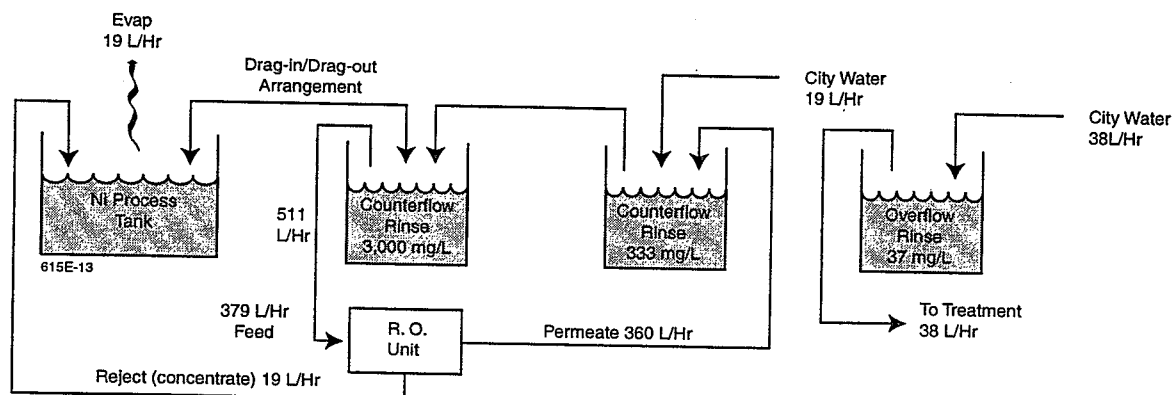 Evap
19 L/Hr
Drag-in/Drag-out
Arrangement
City Water
19 L/Hr
City Water
38L/Hr
Ni Process
Tank
615E-13
511
L/Hr
Counterflow
Rinse
3,000 mg/L
Counterflow
Rinse
333 mg/L
Overflow
Rinse
37 mg/L
379 L/Hr
Feed
R. O.
Unit
Permeate 360 L/Hr
To Treatment
38 L/Hr
Reject (concentrate) 19 L/Hr